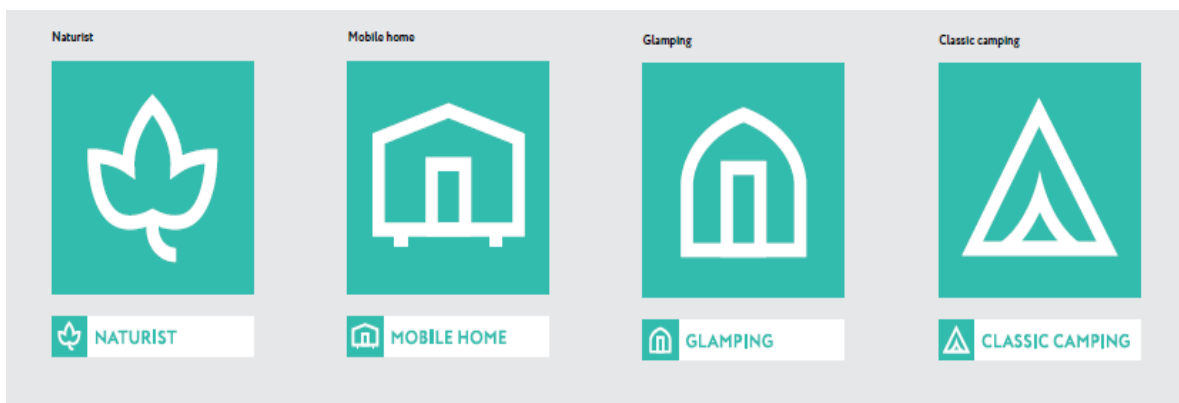 Naturist
Mobile home
Glamping
Classic camping
NATURIST
MOBILE HOME
GLAMPING
CLASSIC CAMPING